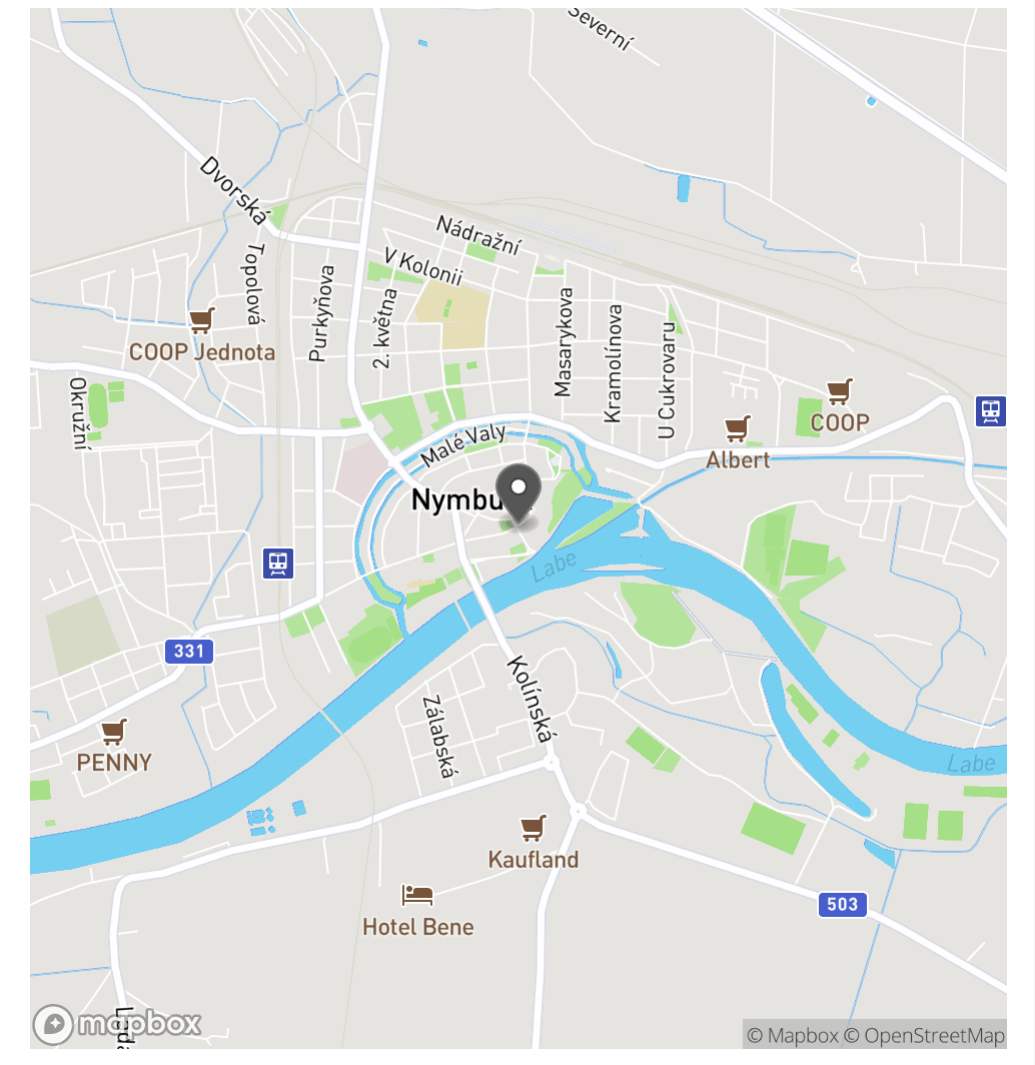 Severní
Dvorská
Nádražní
V Kolonii
Topolová
Purkyňova
2. května
Masarykova
Kramolínova
U Cukrovaru
COOP Jednota
Okružní
COOP
Albert
Malé Valy
Labe
331
Kolínská
Zálabská
PENNY
Labe
Kaufland
503
Hotel Bene
mapbox
© Mapbox © OpenStreetMap